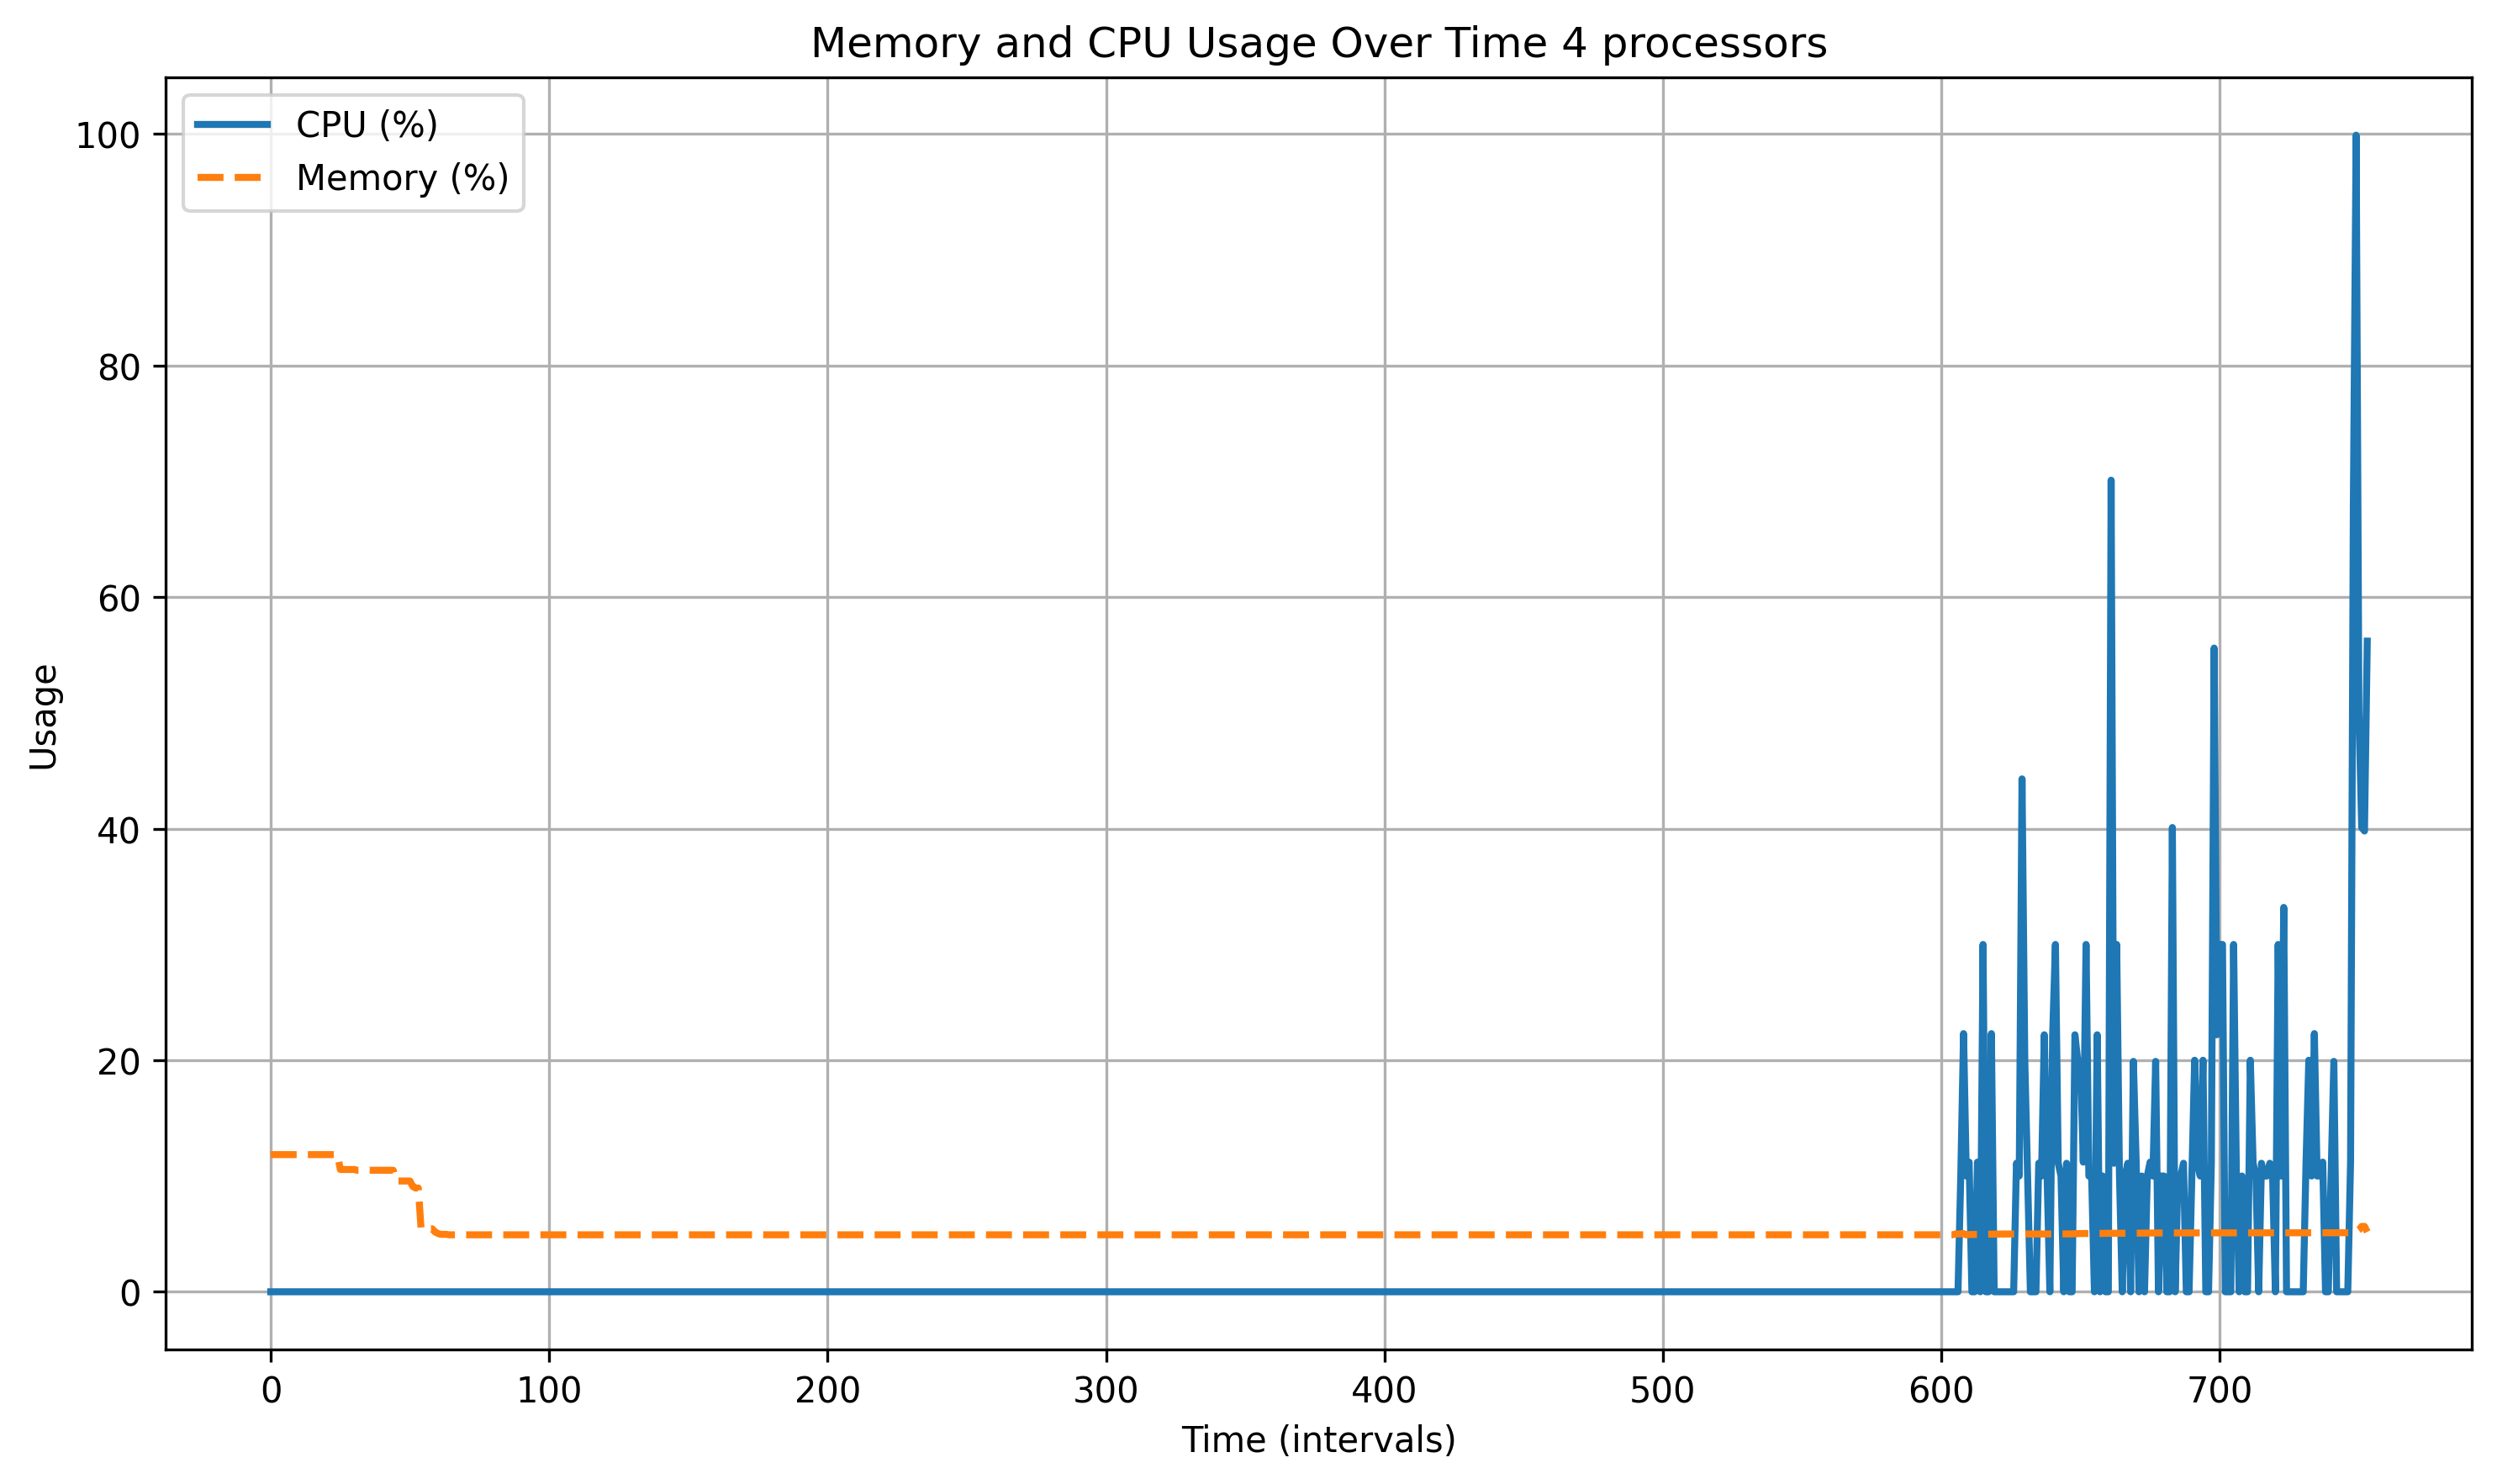 Memory and CPU Usage Over Time 4 processors
CPU (%)
Memory (%)
100
80
60
40
20
0
Usage
0 100 200 300 400 500 600 700
Time (intervals)